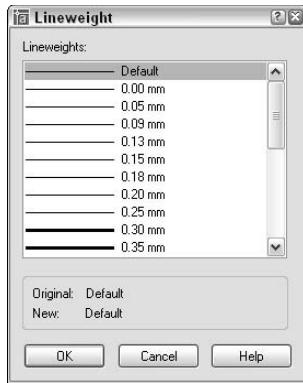 Lineweight
Lineweights:
Default
0.00 mm
0.05 mm
0.09 mm
0.13 mm
0.15 mm
0.18 mm
0.20 mm
0.25 mm
0.30 mm
0.35 mm
Original: Default
New: Default
OK Cancel Help